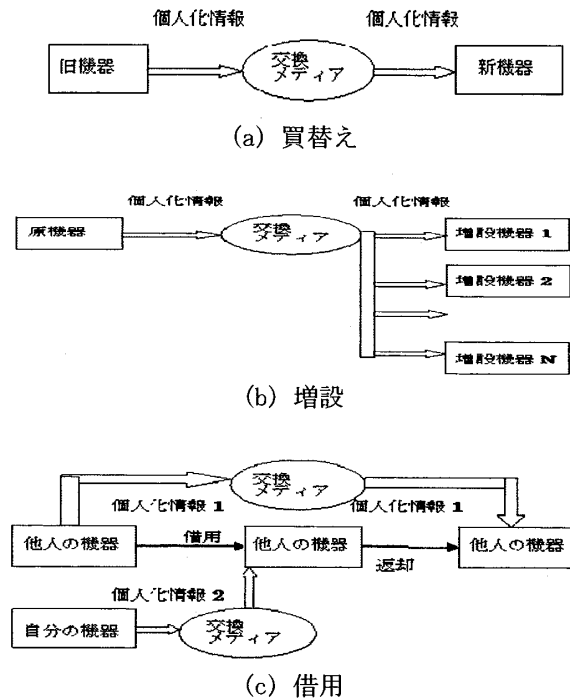 個人化情報 個人化情報
旧機器 交換 新機器
メディア
(a) 買替え
個人化情報 個人化情報
原機器 交換 増設機器 1
メディア
増設機器 2
増設機器 N
(b) 増設
交換
メディア
個人化情報 1 個人化情報 1
他人の機器 借用 他人の機器 返却 他人の機器
個人化情報 2
自分の機器 交換
メディア
(c) 借用